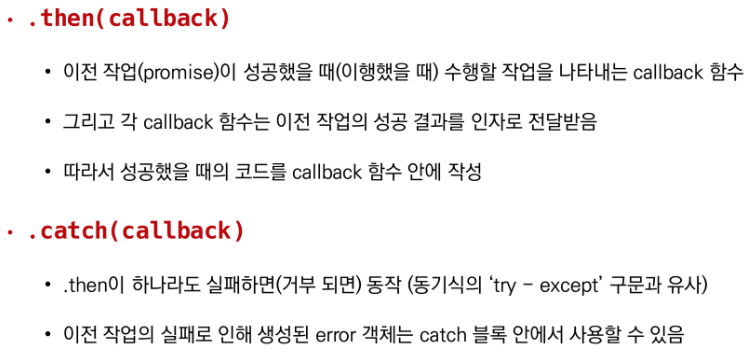 • .then(callback)
• 이전 작업(promise)이 성공했을 때(이행했을 때) 수행할 작업을 나타내는 callback 함수
• 그리고 각 callback 함수는 이전 작업의 성공 결과를 인자로 전달받음
• 따라서 성공했을 때의 코드를 callback 함수 안에 작성
• .catch(callback)
• .then이 하나라도 실패하면(거부 되면) 동작 (동기식의 ‘try - except’ 구문과 유사)
• 이전 작업의 실패로 인해 생성된 error 객체는 catch 블록 안에서 사용할 수 있음